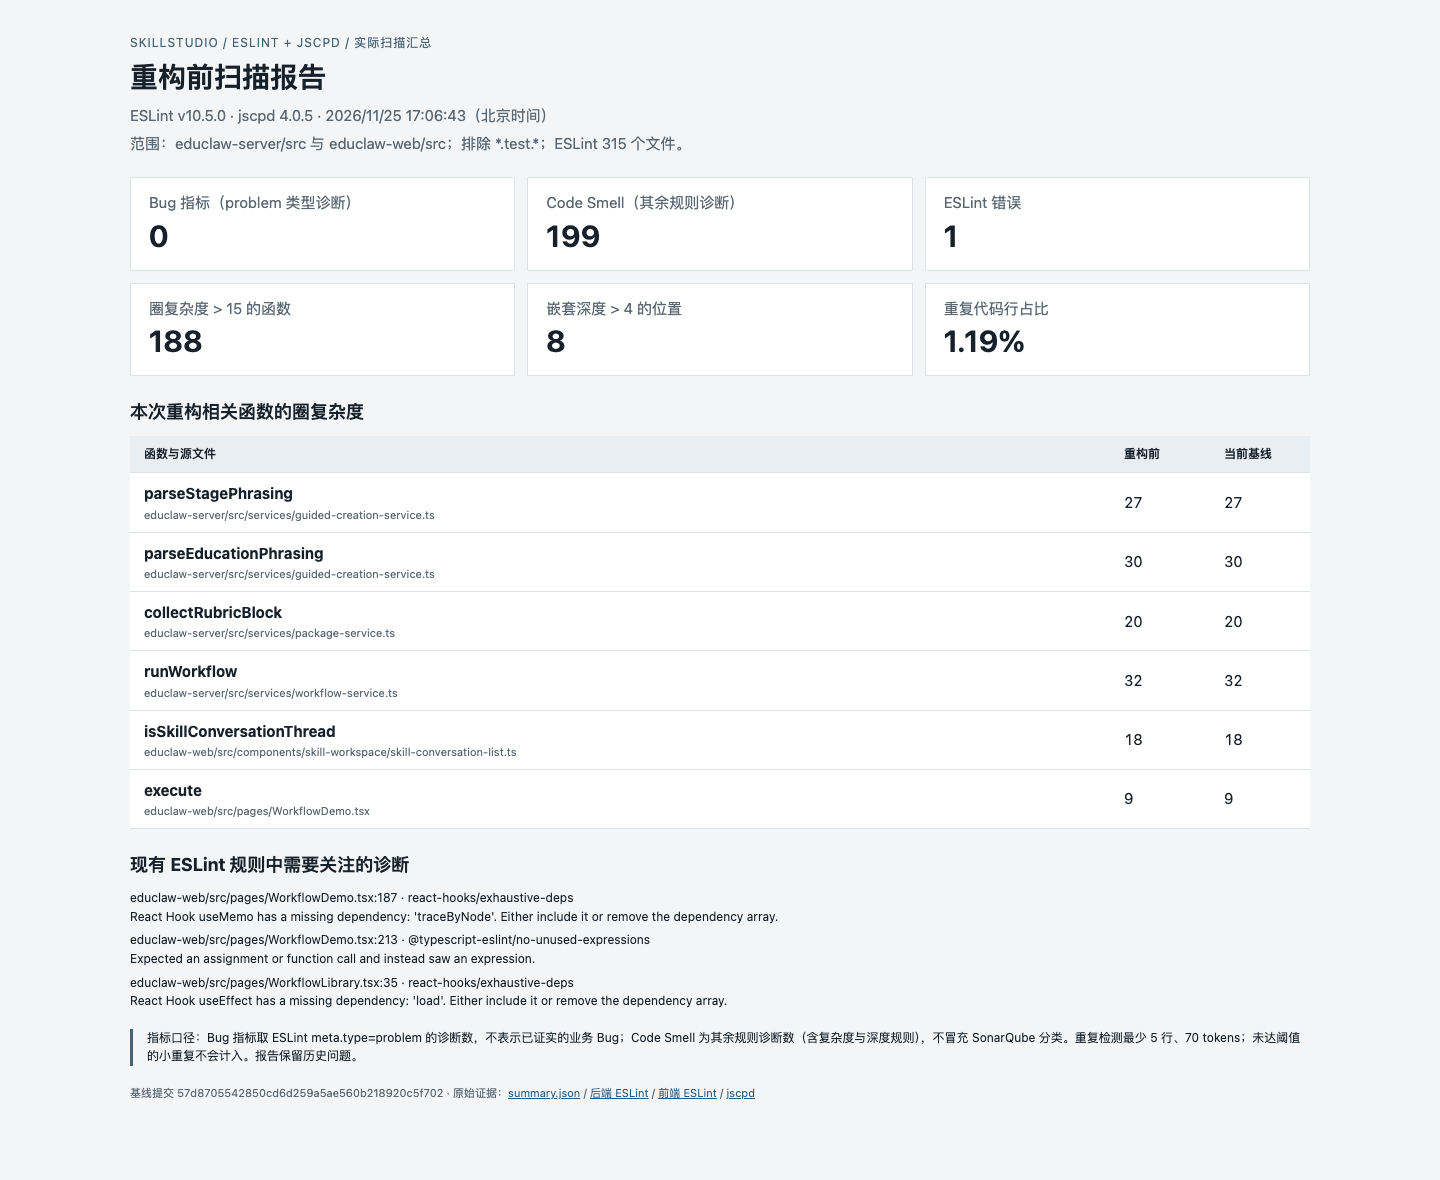 SKILLSTUDIO / ESLINT + JSCPD / 实际扫描汇总
重构前扫描报告
ESLint v10.5.0 · jscpd 4.0.5 · 2026/11/25 17:06:43（北京时间）
范围：educlaw-server/src 与 educlaw-web/src；排除 *.test.*；ESLint 315 个文件。
Bug 指标（problem 类型诊断）
0
Code Smell（其余规则诊断）
199
ESLint 错误
1
圈复杂度 > 15 的函数
188
嵌套深度 > 4 的位置
8
重复代码行占比
1.19%
本次重构相关函数的圈复杂度
函数与源文件 重构前 当前基线
parseStagePhrasing
educlaw-server/src/services/guided-creation-service.ts
27 27
parseEducationPhrasing
educlaw-server/src/services/guided-creation-service.ts
30 30
collectRubricBlock
educlaw-server/src/services/package-service.ts
20 20
runWorkflow
educlaw-server/src/services/workflow-service.ts
32 32
isSkillConversationThread
educlaw-web/src/components/skill-workspace/skill-conversation-list.ts
18 18
execute
educlaw-web/src/pages/WorkflowDemo.tsx
9 9
现有 ESLint 规则中需要关注的诊断
educlaw-web/src/pages/WorkflowDemo.tsx:187 · react-hooks/exhaustive-deps
React Hook useMemo has a missing dependency: 'traceByNode'. Either include it or remove the dependency array.
educlaw-web/src/pages/WorkflowDemo.tsx:213 · @typescript-eslint/no-unused-expressions
Expected an assignment or function call and instead saw an expression.
educlaw-web/src/pages/WorkflowLibrary.tsx:35 · react-hooks/exhaustive-deps
React Hook useEffect has a missing dependency: 'load'. Either include it or remove the dependency array.
指标口径：Bug 指标取 ESLint meta.type=problem 的诊断数，不表示已证实的业务 Bug；Code Smell 为其余规则诊断数（含复杂度与深度规则），不冒充 SonarQube 分类。重复检测最少 5 行、70 tokens；未达阈值
的小重复不会计入。报告保留历史问题。
基线提交 57d8705542850cd6d259a5ae560b218920c5f702 · 原始证据：summary.json / 后端 ESLint / 前端 ESLint / jscpd